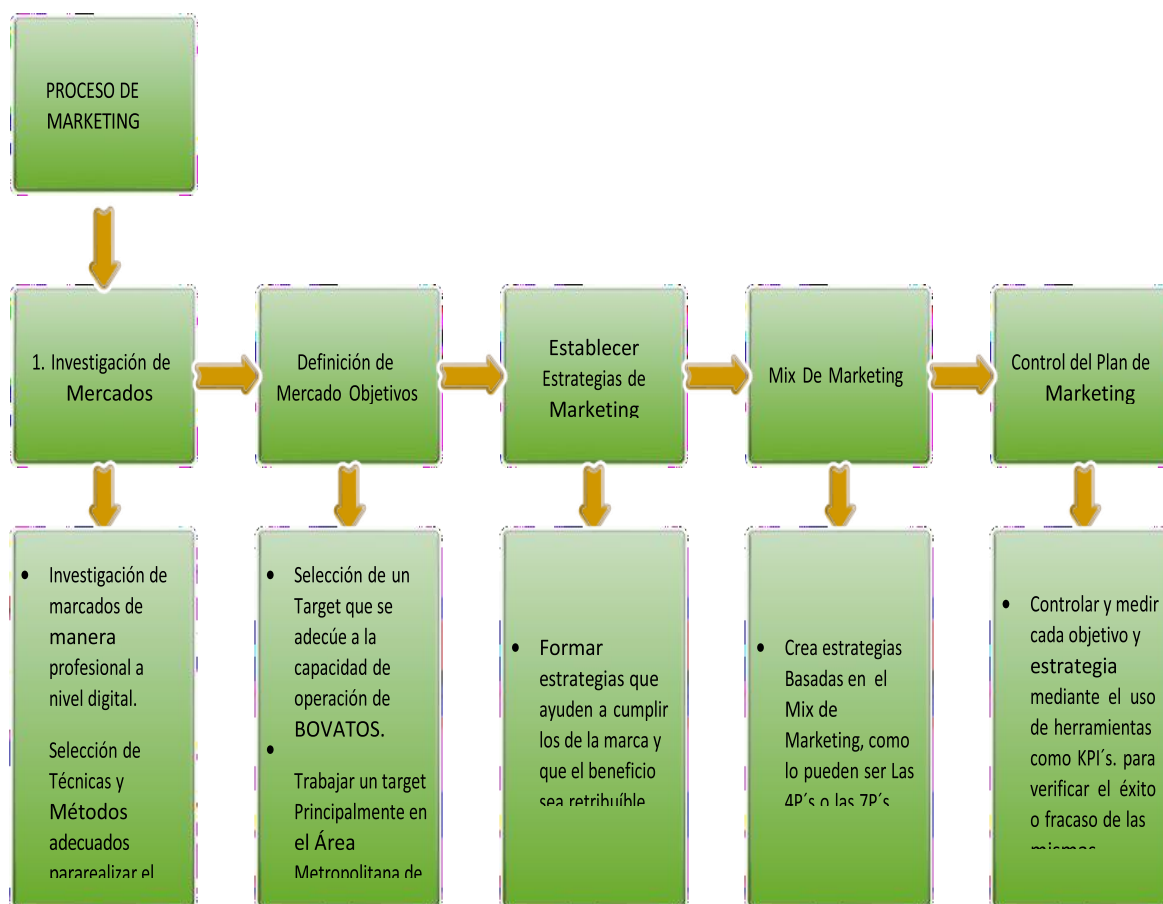 PROCESO DE
MARKETING
1. Investigación de
Mercados
Definición de
Mercado Objetivos
Establecer
Estrategias de
Marketing
Mix De Marketing
Control del Plan de
Marketing
• Investigación de
marcados de
manera
profesional a
nivel digital.
Selección de
Técnicas y
Métodos
adecuados
pararealizar el
• Selección de un
Target que se
adecúe a la
capacidad de
operación de
BOVATOS.
•
Trabajar un target
Principalmente en
el Área
Metropolitana de
• Formar
estrategias que
ayuden a cumplir
los de la marca y
que el beneficio
sea retribuíble
• Crea estrategias
Basadas en el
Mix de
Marketing, como
lo pueden ser Las
4P´s o las 7P´s
• Controlar y medir
cada objetivo y
estrategia
mediante el uso
de herramientas
como KPI´s. para
verificar el éxito
o fracaso de las
mismas